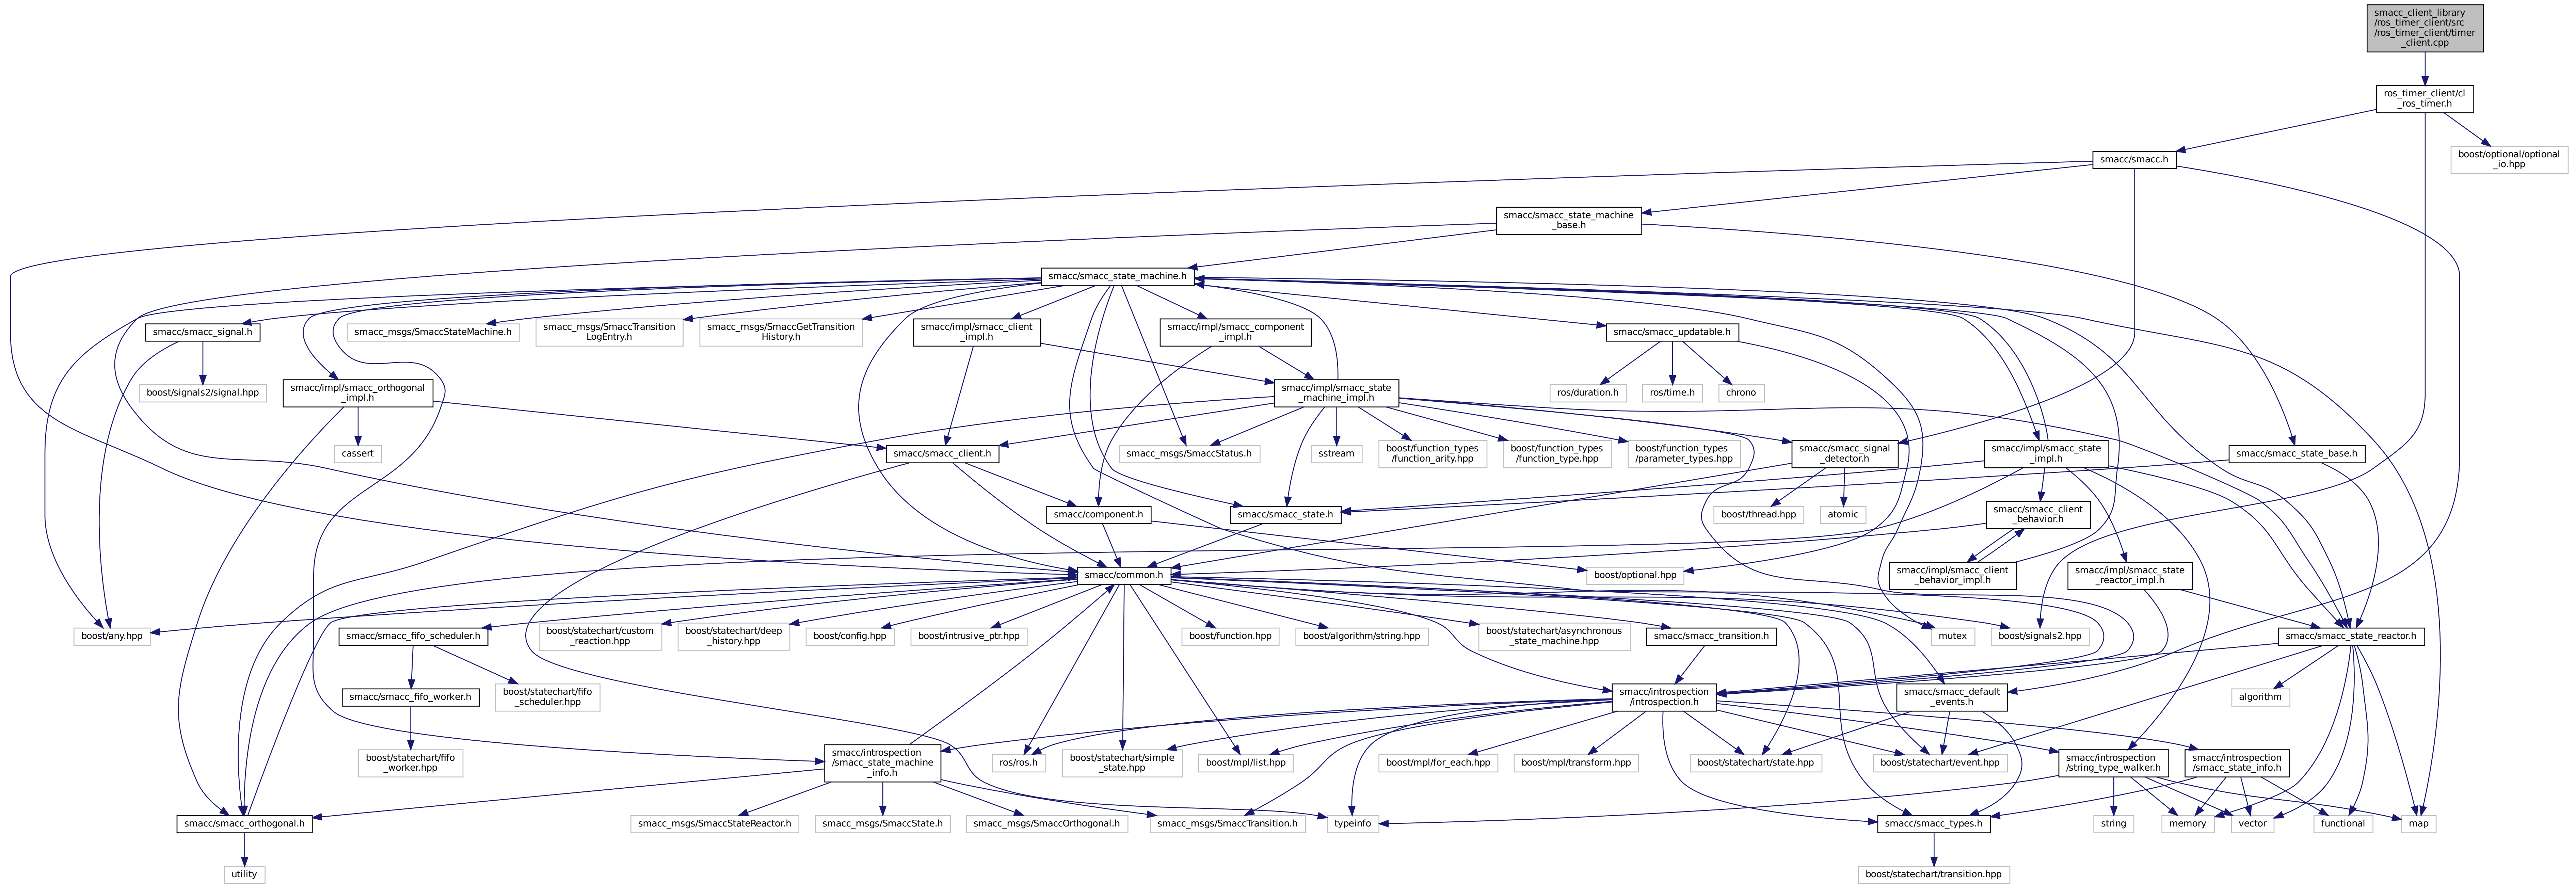 smacc_client_library
/ros_timer_client/src
/ros_timer_client/timer
_client.cpp
ros_timer_client/cl
_ros_timer.h
smacc/smacc.h
boost/optional/optional
_io.hpp
smacc/smacc_state_machine
_base.h
smacc/smacc_state_machine.h
smacc/smacc_signal.h
smacc_msgs/SmaccStateMachine.h
smacc_msgs/SmaccTransition
LogEntry.h
smacc_msgs/SmaccGetTransition
History.h
smacc/impl/smacc_client
_impl.h
smacc/impl/smacc_component
_impl.h
smacc/smacc_updatable.h
boost/signals2/signal.hpp
smacc/impl/smacc_orthogonal
_impl.h
smacc/impl/smacc_state
_machine_impl.h
ros/duration.h
ros/time.h
chrono
cassert
smacc/smacc_client.h
smacc_msgs/SmaccStatus.h
sstream
boost/function_types
/function_arity.hpp
boost/function_types
/function_type.hpp
boost/function_types
/parameter_types.hpp
smacc/smacc_signal
_detector.h
smacc/impl/smacc_state
_impl.h
smacc/smacc_state_base.h
smacc/component.h
smacc/smacc_state.h
boost/thread.hpp
atomic
smacc/smacc_client
_behavior.h
smacc/common.h
boost/optional.hpp
smacc/impl/smacc_client
_behavior_impl.h
smacc/impl/smacc_state
_reactor_impl.h
boost/any.hpp
smacc/smacc_fifo_scheduler.h
boost/statechart/custom
_reaction.hpp
boost/statechart/deep
_history.hpp
boost/config.hpp
boost/intrusive_ptr.hpp
boost/function.hpp
boost/algorithm/string.hpp
boost/statechart/asynchronous
_state_machine.hpp
smacc/smacc_transition.h
mutex
boost/signals2.hpp
smacc/smacc_state_reactor.h
smacc/smacc_fifo_worker.h
boost/statechart/fifo
_scheduler.hpp
smacc/introspection
/introspection.h
smacc/smacc_default
_events.h
algorithm
boost/statechart/fifo
_worker.hpp
smacc/introspection
/smacc_state_machine
_info.h
ros/ros.h
boost/statechart/simple
_state.hpp
boost/mpl/list.hpp
boost/mpl/for_each.hpp
boost/mpl/transform.hpp
boost/statechart/state.hpp
boost/statechart/event.hpp
smacc/introspection
/string_type_walker.h
smacc/introspection
/smacc_state_info.h
smacc/smacc_orthogonal.h
smacc_msgs/SmaccStateReactor.h
smacc_msgs/SmaccState.h
smacc_msgs/SmaccOrthogonal.h
smacc_msgs/SmaccTransition.h
typeinfo
smacc/smacc_types.h
string
memory
vector
functional
map
utility
boost/statechart/transition.hpp